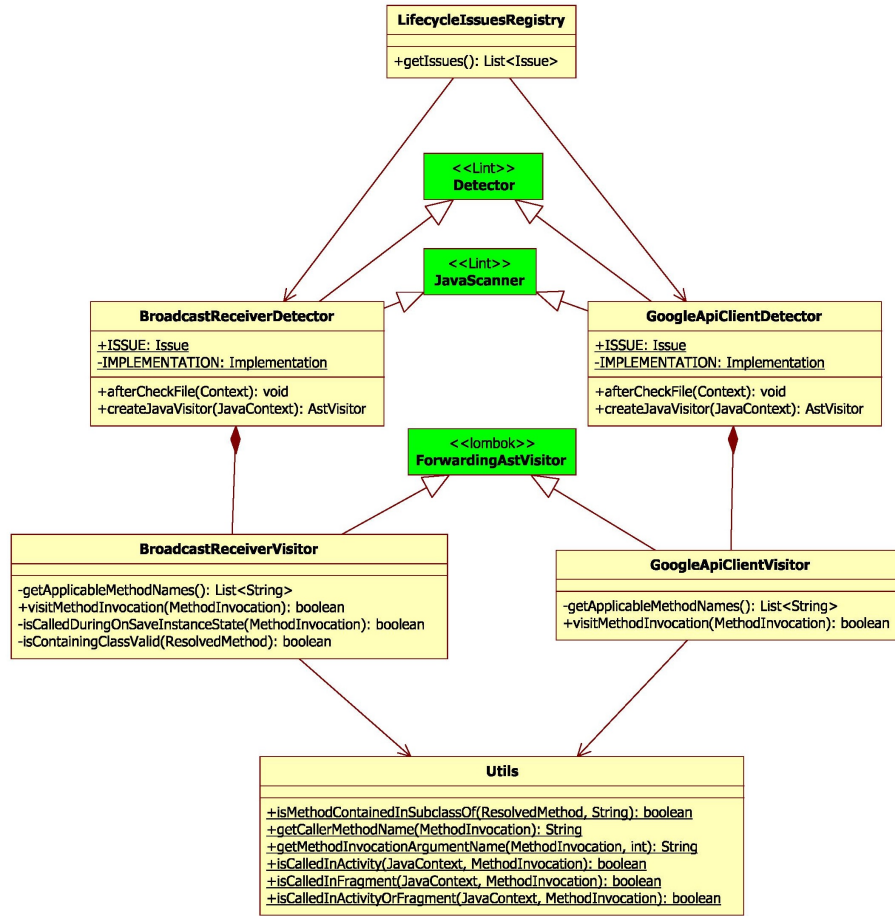 LifecycleIssuesRegistry
+getIssues(): List<Issue>
<<Lint>>
Detector
<<Lint>>
JavaScanner
BroadcastReceiverDetector
+ISSUE: Issue
-IMPLEMENTATION: Implementation
+afterCheckFile(Context): void
+createJavaVisitor(JavaContext): AstVisitor
GoogleApiClientDetector
+ISSUE: Issue
-IMPLEMENTATION: Implementation
+afterCheckFile(Context): void
+createJavaVisitor(JavaContext): AstVisitor
<<lombok>>
ForwardingAstVisitor
BroadcastReceiverVisitor
-getApplicableMethodNames(): List<String>
+visitMethodInvocation(MethodInvocation): boolean
-isCalledDuringOnSaveInstanceState(MethodInvocation): boolean
-isContainingClassValid(ResolvedMethod): boolean
GoogleApiClientVisitor
-getApplicableMethodNames(): List<String>
+visitMethodInvocation(MethodInvocation): boolean
Utils
+isMethodContainedInSubclassOf(ResolvedMethod, String): boolean
+getCallerMethodName(MethodInvocation): String
+getMethodInvocationArgumentName(MethodInvocation, int): String
+isCalledInActivity(JavaContext, MethodInvocation): boolean
+isCalledInFragment(JavaContext, MethodInvocation): boolean
+isCalledInActivityOrFragment(JavaContext, MethodInvocation): boolean